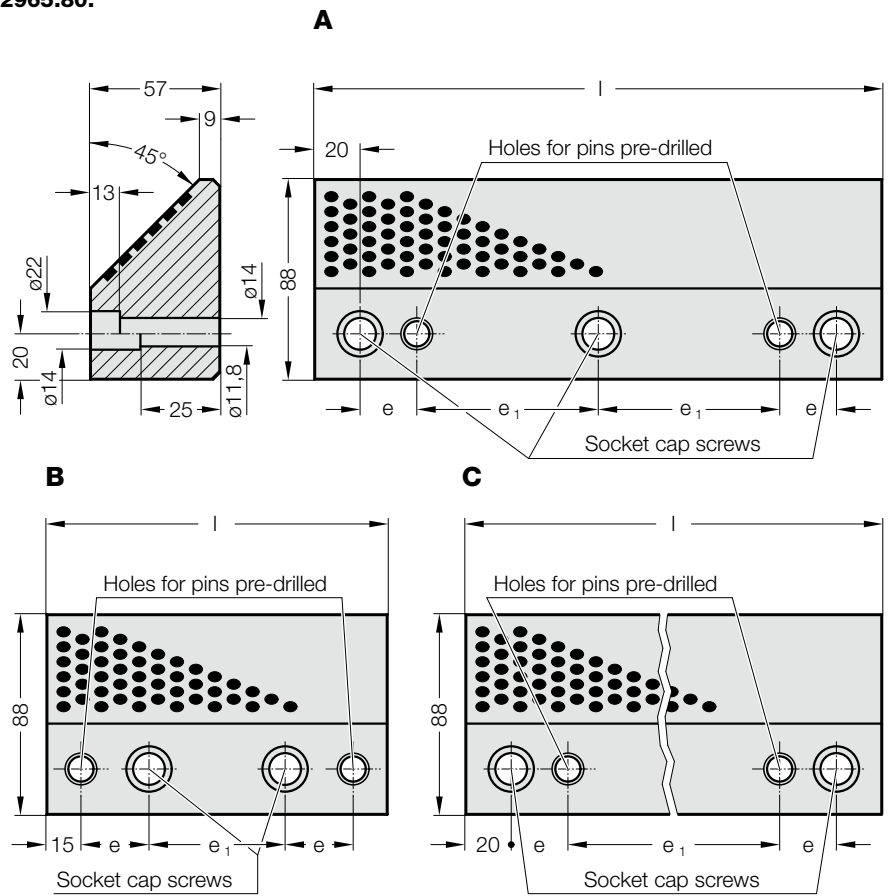 2965.80.
A
57
l
9
20
Holes for pins pre-drilled
45°
13
88
ø22
ø14
20
ø14
ø11,8
25
e
e1
e1
e
Socket cap screws
B
C
l
l
Holes for pins pre-drilled
Holes for pins pre-drilled
88
88
15
e
e1
e
20
e
e1
e
Socket cap screws
Socket cap screws